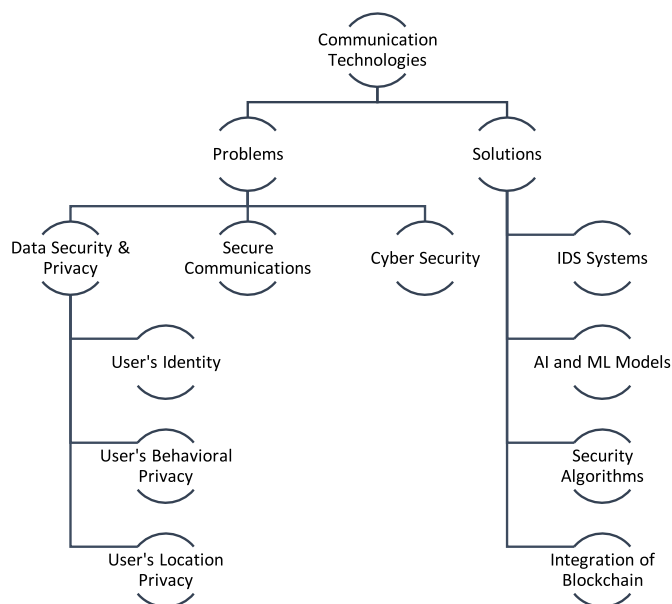 Communication
Technologies
Problems
Solutions
Data Security &
Privacy
Secure
Communications
Cyber Security
IDS Systems
User's Identity
AI and ML Models
User's Behavioral
Privacy
Security
Algorithms
User's Location
Privacy
Integration of
Blockchain